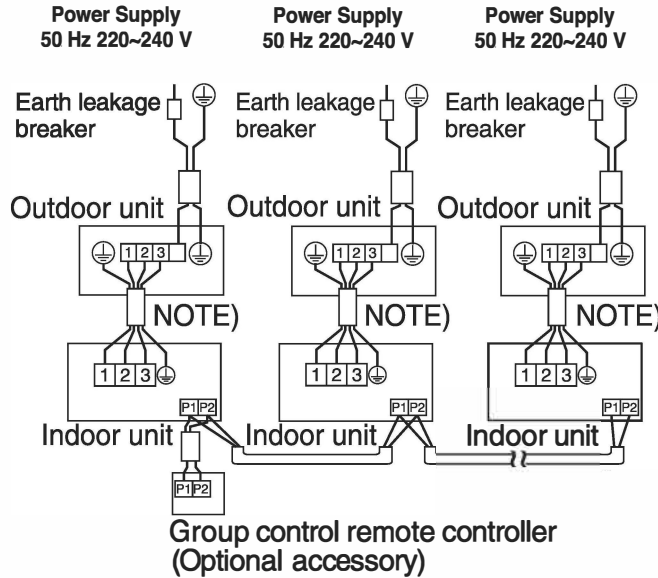 Power Supply
50 Hz 220~240 V
Power Supply
50 Hz 220~240 V
Power Supply
50 Hz 220~240 V
Earth leakage
breaker
Earth leakage
breaker
Earth leakage
breaker
Outdoor unit
Outdoor unit
Outdoor unit
1 2 3
1 2 3
1 2 3
NOTE)
NOTE)
NOTE)
1 2 3
1 2 3
1 2 3
P1 P2
P1 P2
P1 P2
Indoor unit
Indoor unit
Indoor unit
P1 P2
Group control remote controller
(Optional accessory)